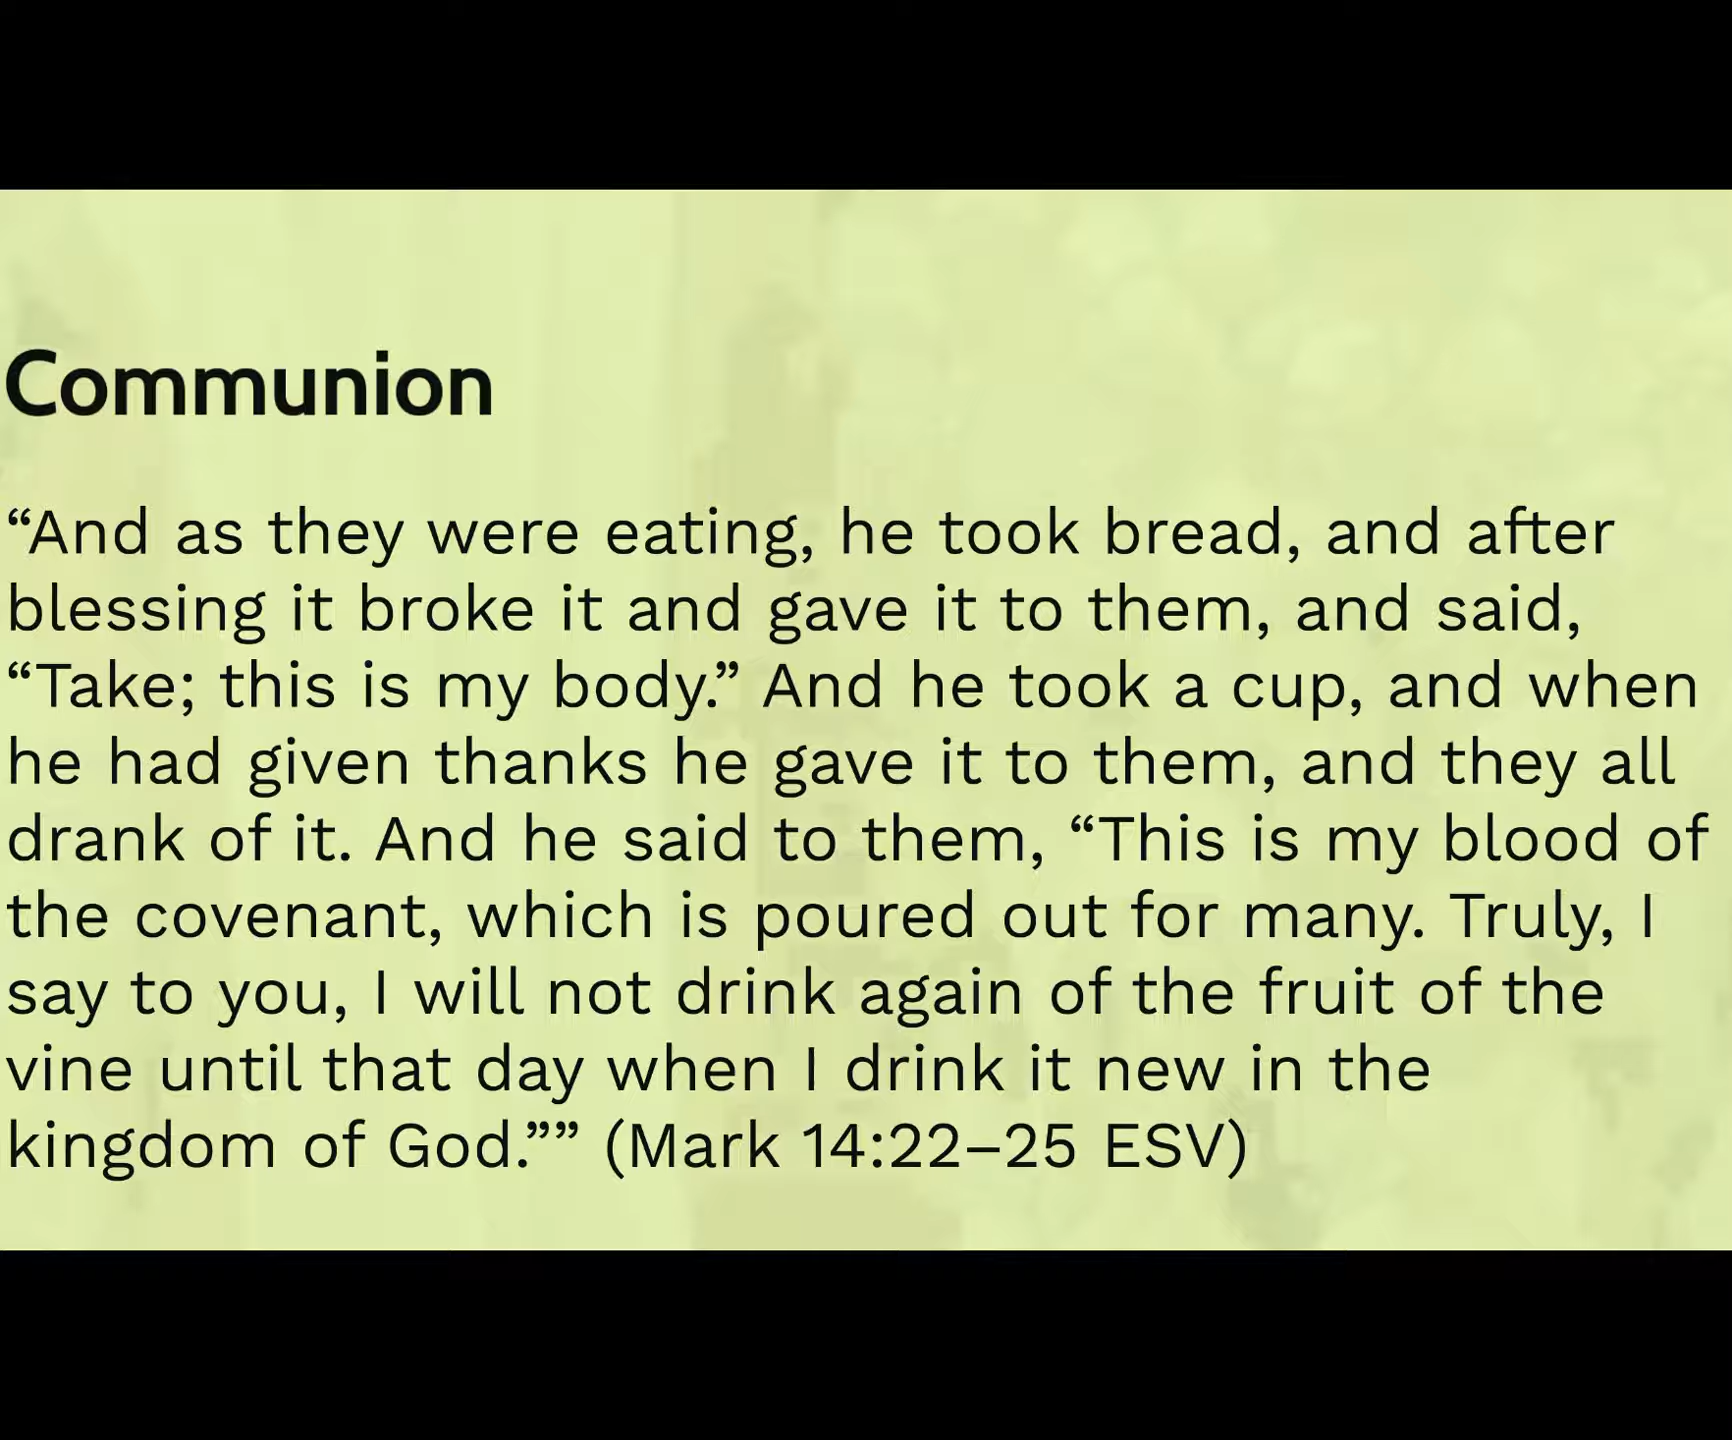 Communion
“And as they were eating, he took bread, and after
blessing it broke it and gave it to them, and said,
“Take; this is my body.” And he took a cup, and when
he had given thanks he gave it to them, and they all
drank of it. And he said to them, “This is my blood of
the covenant, which is poured out for many. Truly, I
say to you, I will not drink again of the fruit of the
vine until that day when I drink it new in the
kingdom of God.”” (Mark 14:22–25 ESV)